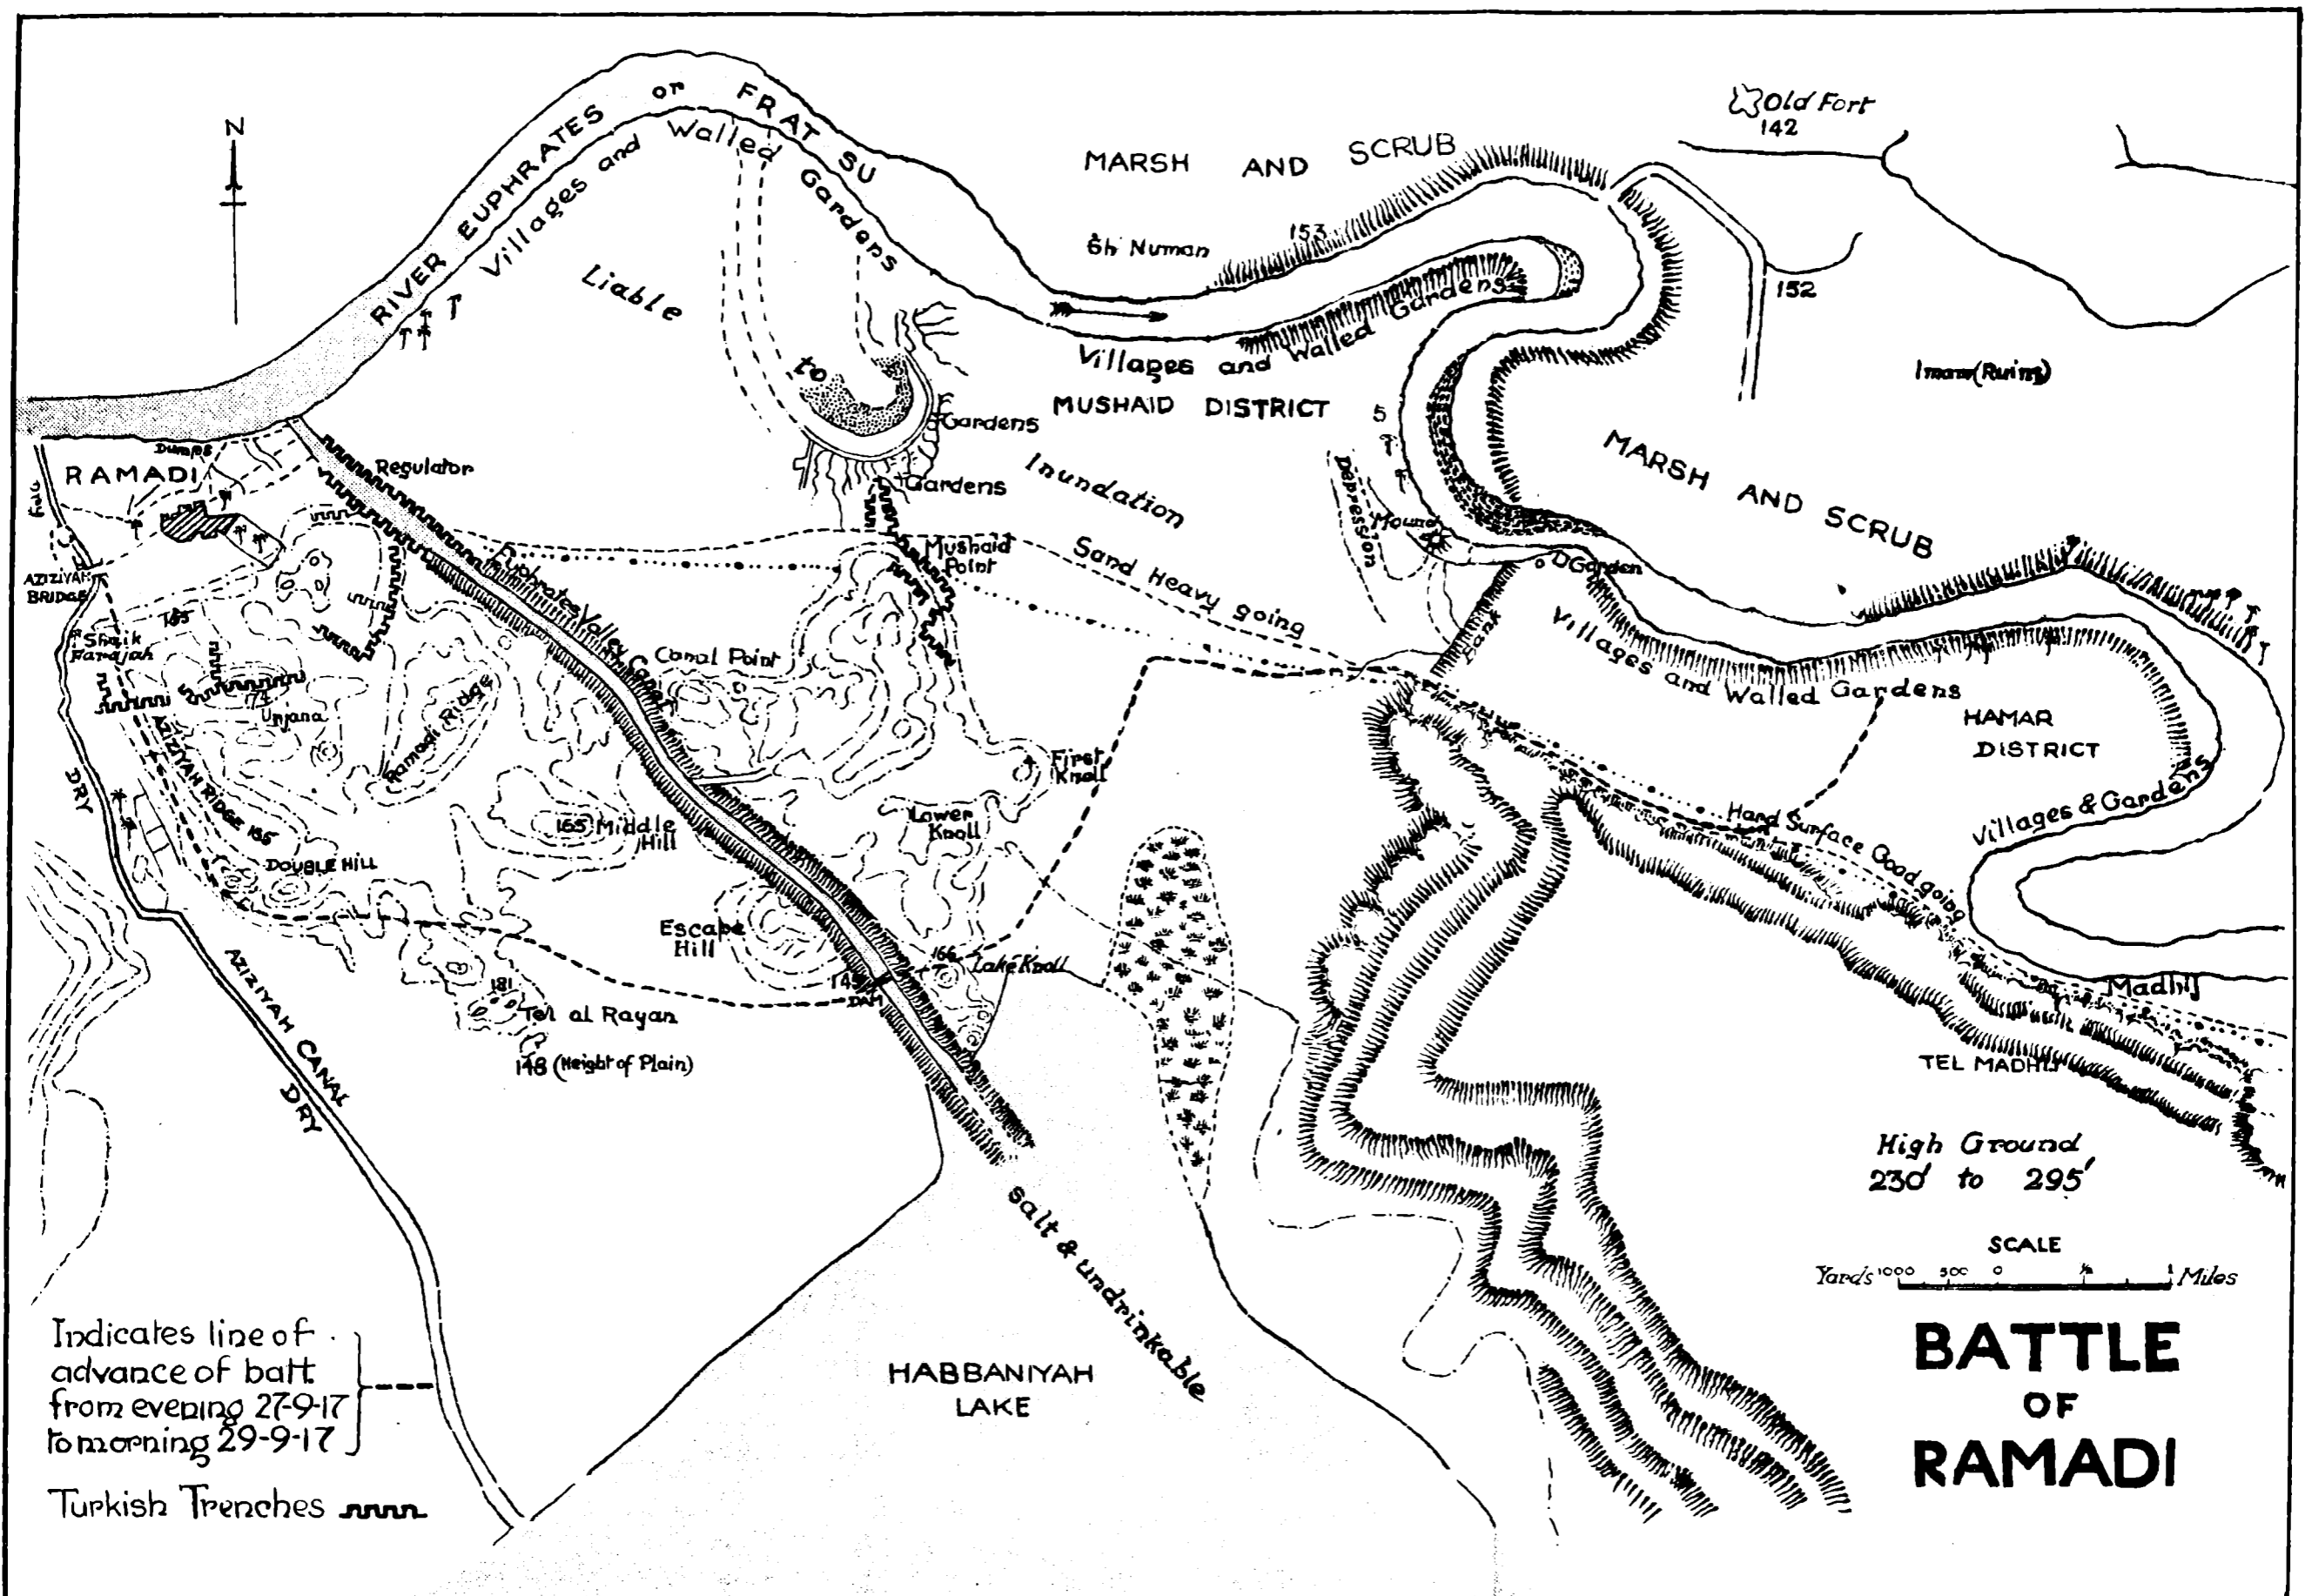 N
RIVER EUPHRATES or FRAT SU
Villages and Walled Gardens
Old Fort
142
MARSH AND SCRUB
Sh Numan
153
152
Liable to Inundation
Villages and Walled Gardens
MUSHAID DISTRICT
5
Imam (Ruins)
MARSH AND SCRUB
Dumps
RAMADI
Regulator
Gardens
Gardens
Depression
Mound
Garden
AZIZIYAH
BRIDGE
Mushaid
Point
Sand Heavy going
Euphrates Valley Canal
165
Shaik
Farajah
Canal Point
Bank
Villages and Walled Gardens
HAMAR
DISTRICT
174
Unjana
Ramadi Ridge
DRY
AZIZIYAH RIDGE 165
First
Knoll
165 Middle
Hill
Lower
Knoll
Hard Surface Good going
Villages & Gardens
DOUBLE HILL
Escape
Hill
166
Lake Knoll
145
DAM
181
Tel al Rayan
148 (Height of Plain)
AZIZIYAH CANAL
DRY
Madhij
TEL MADHIJ
High Ground
230' to 295'
Salt & undrinkable
HABBANIYAH
LAKE
SCALE
Yards 1000 500 0 ½ 1 Miles
BATTLE
OF
RAMADI
Indicates line of
advance of batt.
from evening 27-9-17
to morning 29-9-17
Turkish Trenches